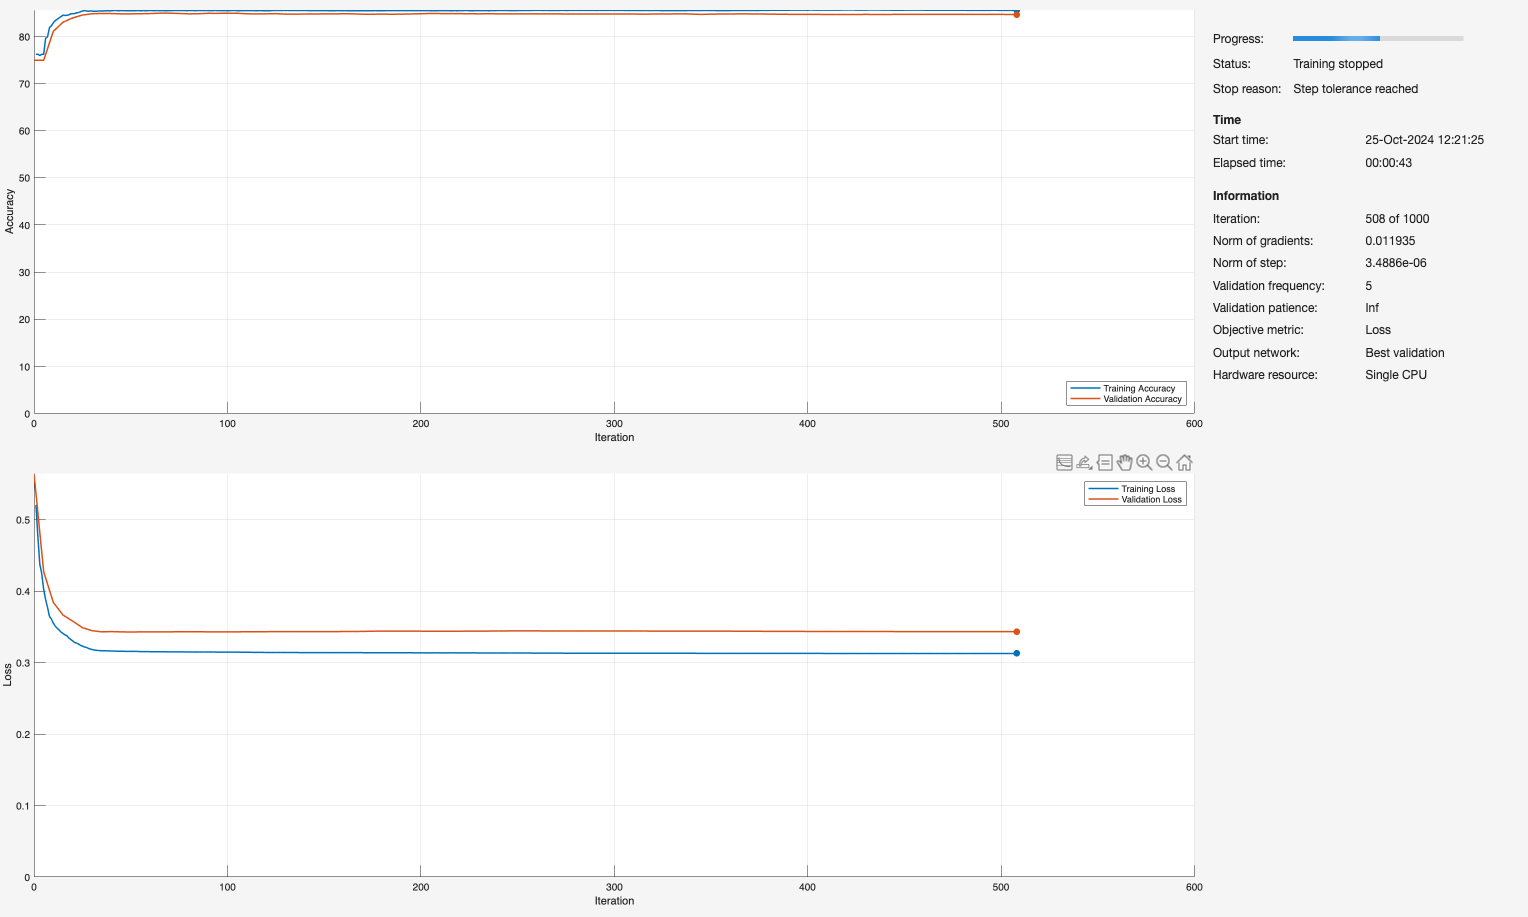 80
70
60
50
40
30
20
10
0
Accuracy
Training Accuracy
Validation Accuracy
0 100 200 300 400 500 600
Iteration
Training Loss
Validation Loss
0.5
0.4
0.3
0.2
0.1
0
Loss
0 100 200 300 400 500 600
Iteration
Progress:
Status: Training stopped
Stop reason: Step tolerance reached
Time
Start time: 25-Oct-2024 12:21:25
Elapsed time: 00:00:43
Information
Iteration: 508 of 1000
Norm of gradients: 0.011935
Norm of step: 3.4886e-06
Validation frequency: 5
Validation patience: Inf
Objective metric: Loss
Output network: Best validation
Hardware resource: Single CPU